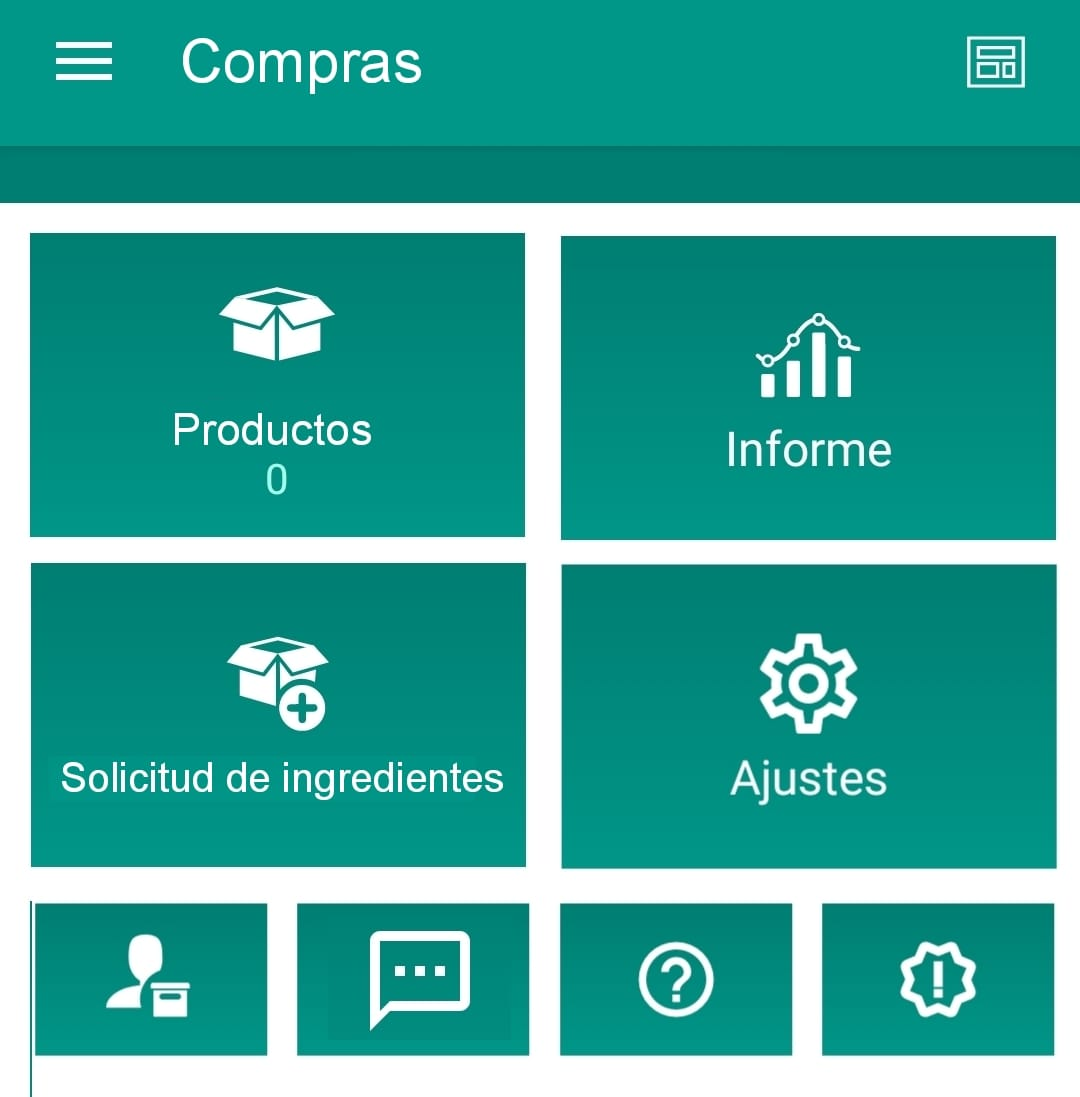 Compras
Productos
0
Informe
Solicitud de ingredientes
Ajustes